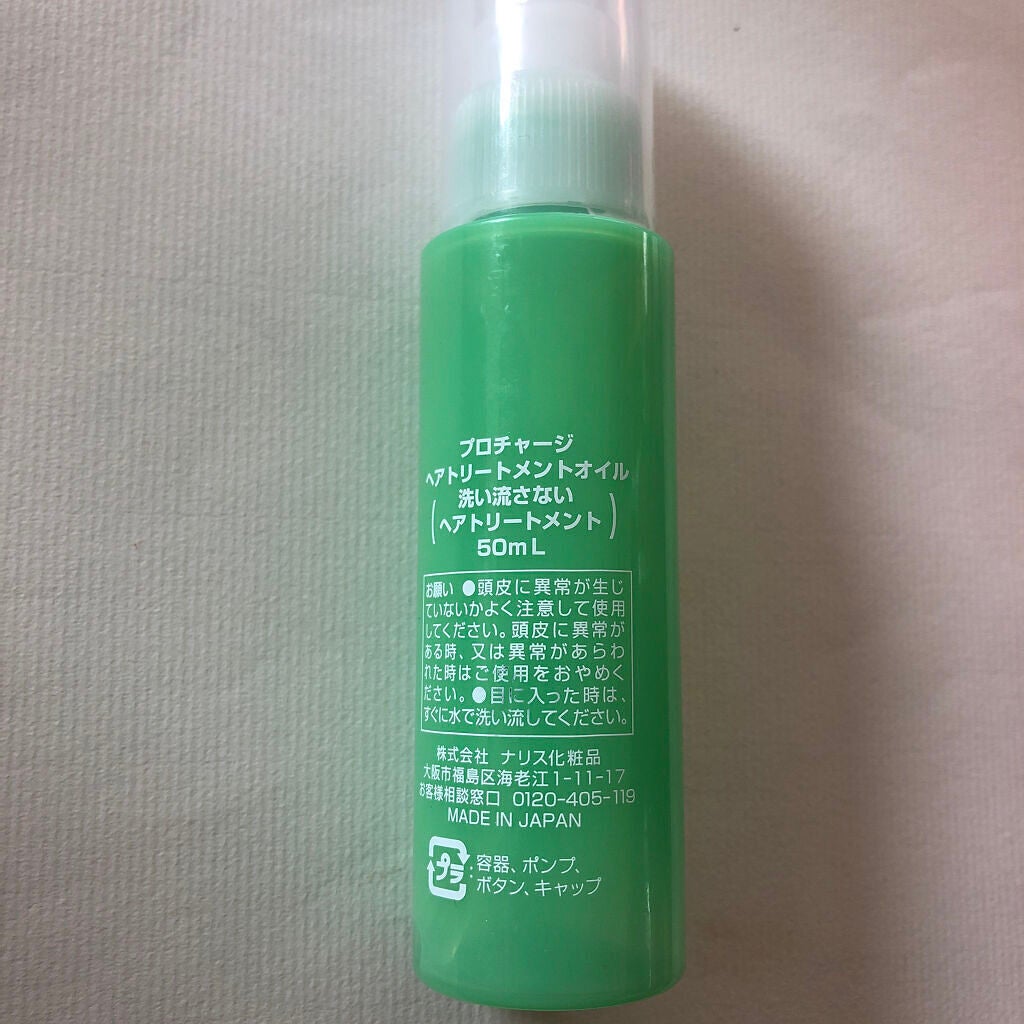 プロチャージ
ヘアトリートメントオイル
洗い流さない
(ヘアトリートメント)
50mL
お願い ●頭皮に異常が生じ
ていないかよく注意して使用
してください。頭皮に異常が
ある時、又は異常があらわ
れた時はご使用をおやめく
ださい。●目に入った時は、
すぐに水で洗い流してください。
株式会社 ナリス化粧品
大阪市福島区海老江1-11-17
お客様相談窓口 0120-405-119
MADE IN JAPAN
プラ:容器、ポンプ、
ボタン、キャップ